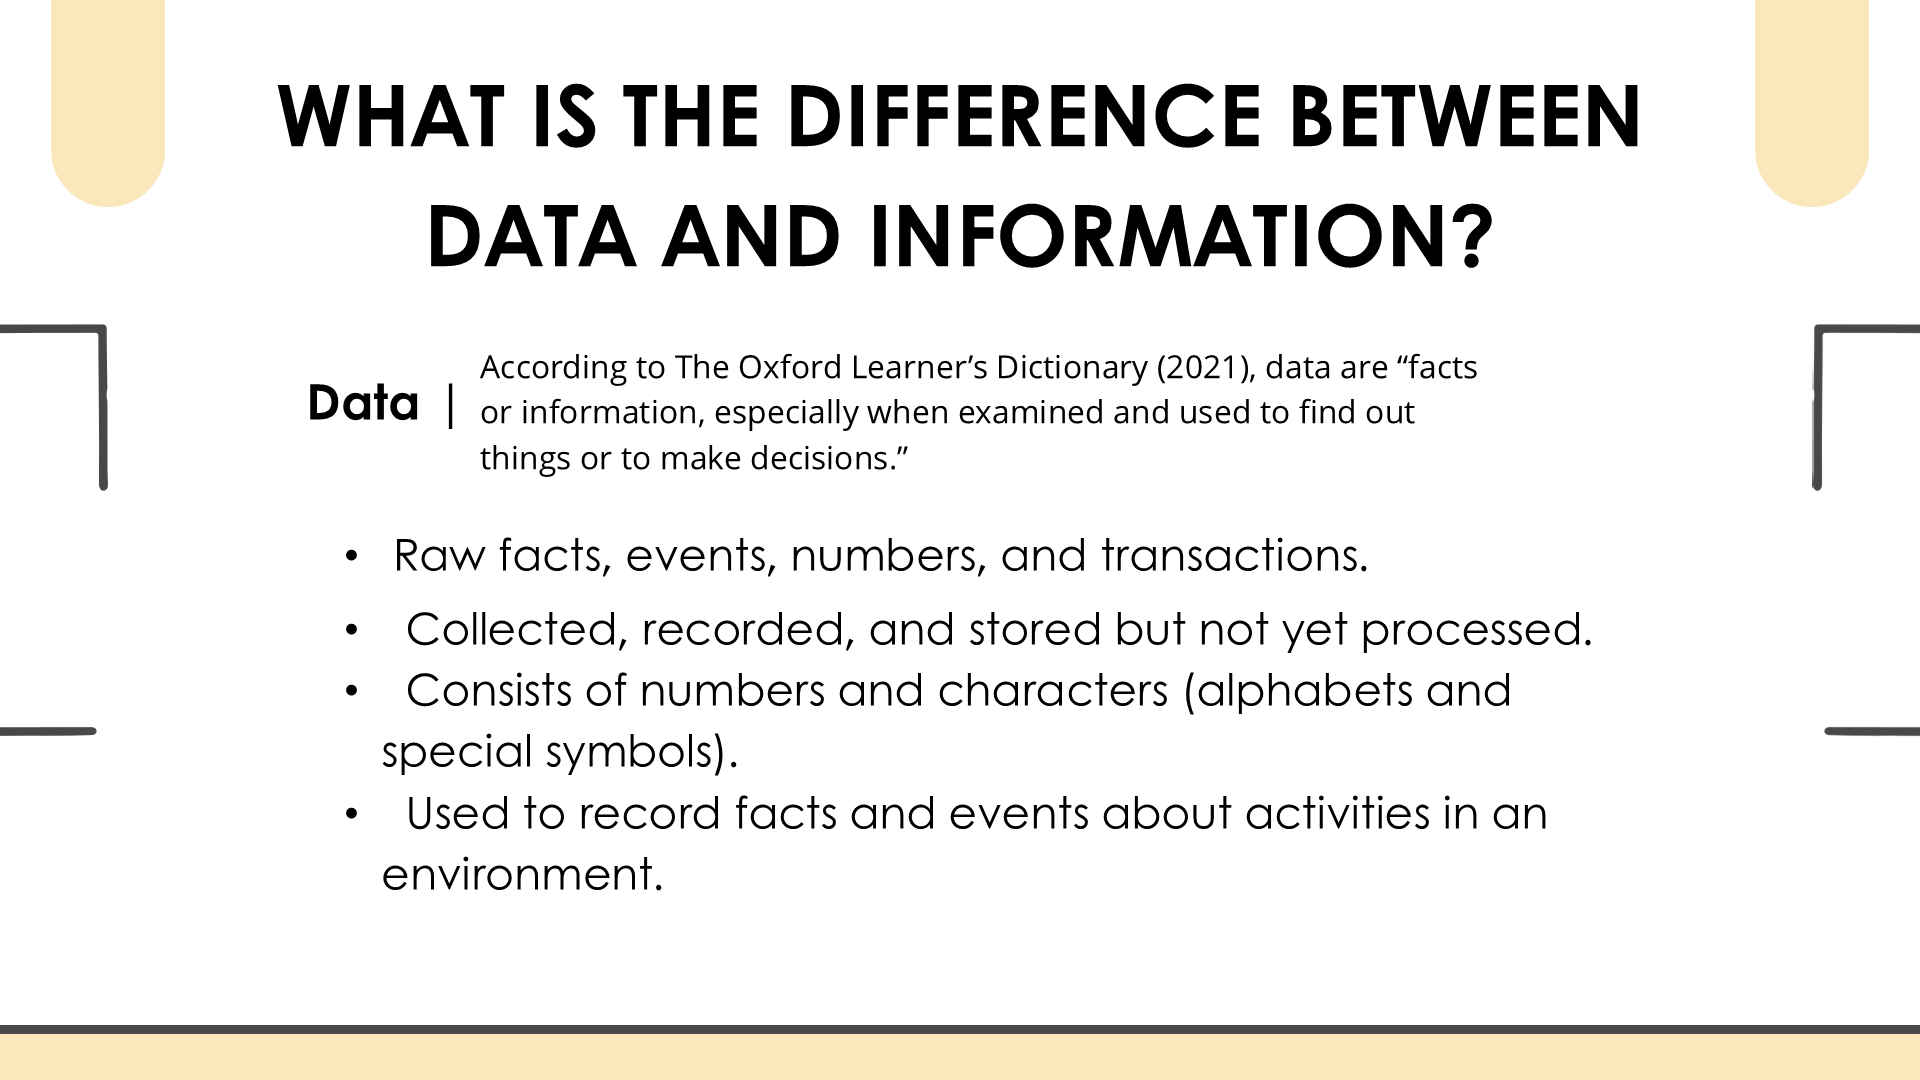 WHAT IS THE DIFFERENCE BETWEEN
DATA AND INFORMATION?
Data |
According to The Oxford Learner’s Dictionary (2021), data are “facts
or information, especially when examined and used to find out
things or to make decisions.”
• Raw facts, events, numbers, and transactions.
• Collected, recorded, and stored but not yet processed.
• Consists of numbers and characters (alphabets and
special symbols).
• Used to record facts and events about activities in an
environment.